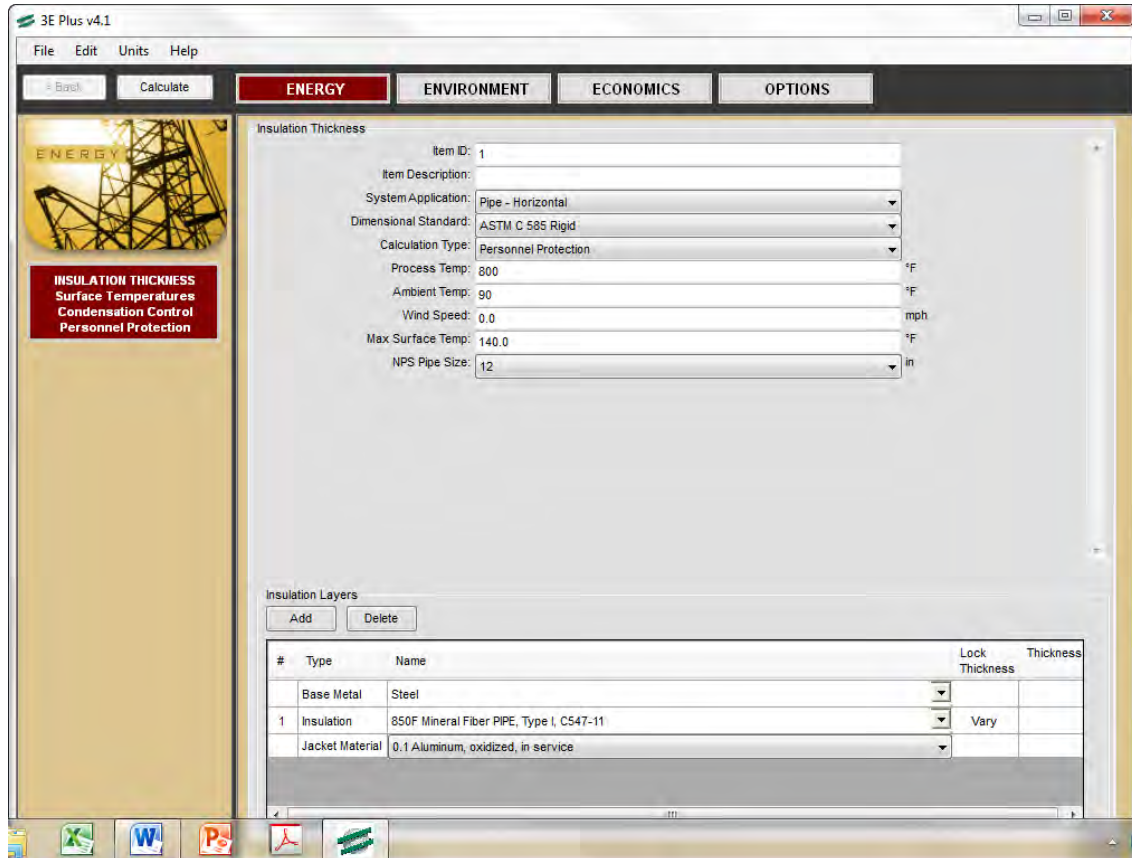 3E Plus v4.1
File Edit Units Help
< Back Calculate ENERGY ENVIRONMENT ECONOMICS OPTIONS
ENERGY
INSULATION THICKNESS
Surface Temperatures
Condensation Control
Personnel Protection
Insulation Thickness
Item ID: 1
Item Description:
System Application: Pipe - Horizontal
Dimensional Standard: ASTM C 585 Rigid
Calculation Type: Personnel Protection
Process Temp: 800 °F
Ambient Temp: 90 °F
Wind Speed: 0.0 mph
Max Surface Temp: 140.0 °F
NPS Pipe Size: 12 in
Insulation Layers
Add Delete
# Type Name Lock Thickness Thickness
Base Metal Steel
1 Insulation 850F Mineral Fiber PIPE, Type I, C547-11 Vary
Jacket Material 0.1 Aluminum, oxidized, in service